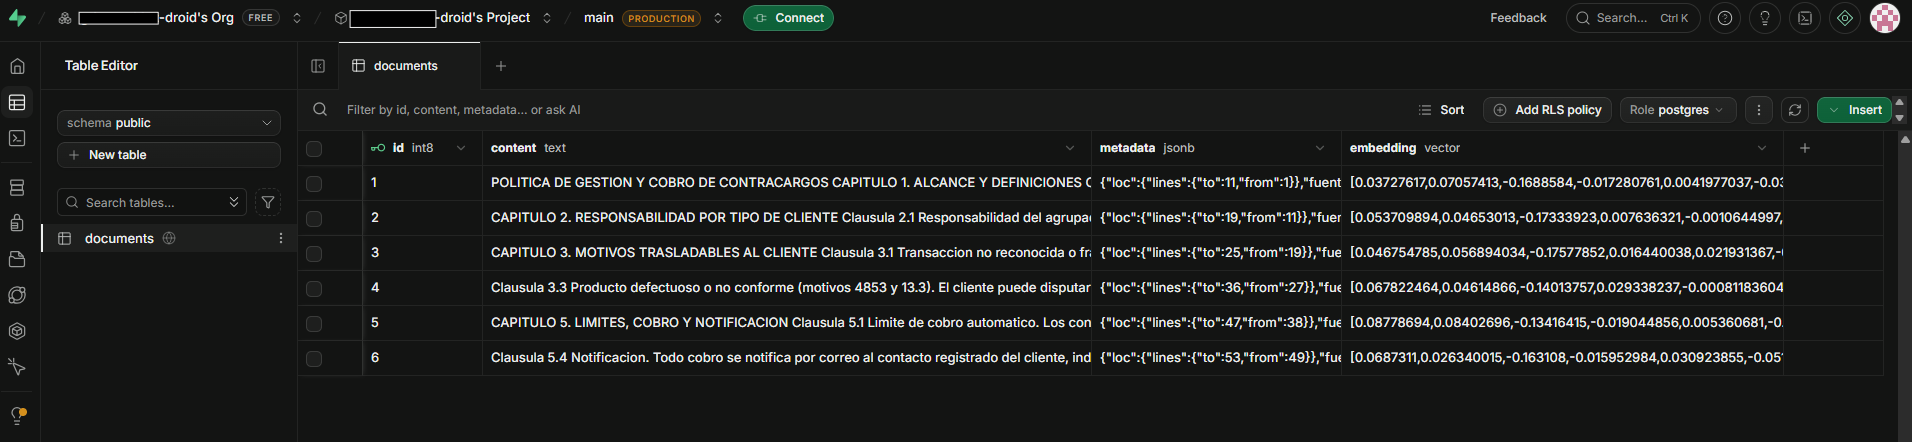 -droid's Org FREE / -droid's Project / main PRODUCTION Connect Feedback Search... Ctrl K
Table Editor documents
schema public Filter by id, content, metadata... or ask AI Sort Add RLS policy Role postgres Insert
New table
Search tables...
documents
id int8 content text metadata jsonb embedding vector
1 POLITICA DE GESTION Y COBRO DE CONTRACARGOS CAPITULO 1. ALCANCE Y DEFINICIONES C {"loc":{"lines":{"to":11,"from":1}},"fuent [0.03727617,0.07057413,-0.1688584,-0.017280761,0.0041977037,-0.03
2 CAPITULO 2. RESPONSABILIDAD POR TIPO DE CLIENTE Clausula 2.1 Responsabilidad del agrupa {"loc":{"lines":{"to":19,"from":11}},"fuer [0.053709894,0.04653013,-0.17333923,0.007636321,-0.0010644997,
3 CAPITULO 3. MOTIVOS TRASLADABLES AL CLIENTE Clausula 3.1 Transaccion no reconocida o fra {"loc":{"lines":{"to":25,"from":19}},"fue [0.046754785,0.056894034,-0.17577852,0.016440038,0.021931367,-
4 Clausula 3.3 Producto defectuoso o no conforme (motivos 4853 y 13.3). El cliente puede disputar {"loc":{"lines":{"to":36,"from":27}},"fue [0.067822464,0.04614866,-0.14013757,0.029338237,-0.00081183604
5 CAPITULO 5. LIMITES, COBRO Y NOTIFICACION Clausula 5.1 Limite de cobro automatico. Los con {"loc":{"lines":{"to":47,"from":38}},"fue [0.08778694,0.08402696,-0.13416415,-0.019044856,0.005360681,-0.
6 Clausula 5.4 Notificacion. Todo cobro se notifica por correo al contacto registrado del cliente, ind {"loc":{"lines":{"to":53,"from":49}},"fue [0.0687311,0.026340015,-0.163108,-0.015952984,0.030923855,-0.051